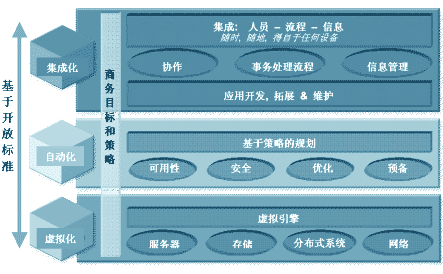 基于开放标准
商务目标和策略
集成化
集成：人员 – 流程 – 信息
随时, 随地, 得自于任何设备
协作
事务处理流程
信息管理
应用开发, 拓展 & 维护
自动化
基于策略的规划
可用性
安全
优化
预备
虚拟化
虚拟引擎
服务器
存储
分布式系统
网络